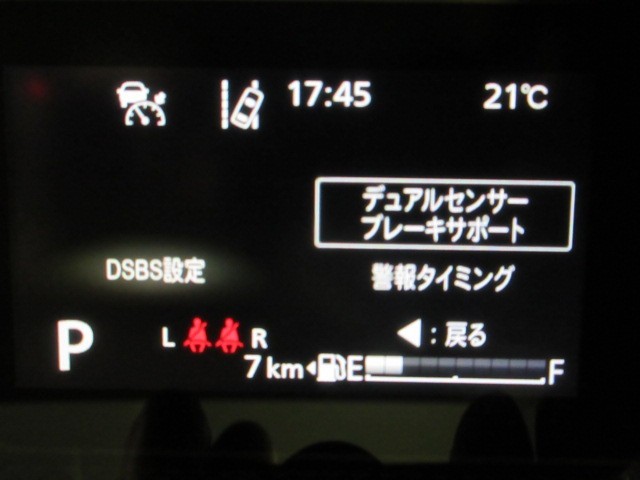 17:45
21℃
デュアルセンサー
ブレーキサポート
DSBS設定
警報タイミング
P
L R
◀:戻る
7km E F